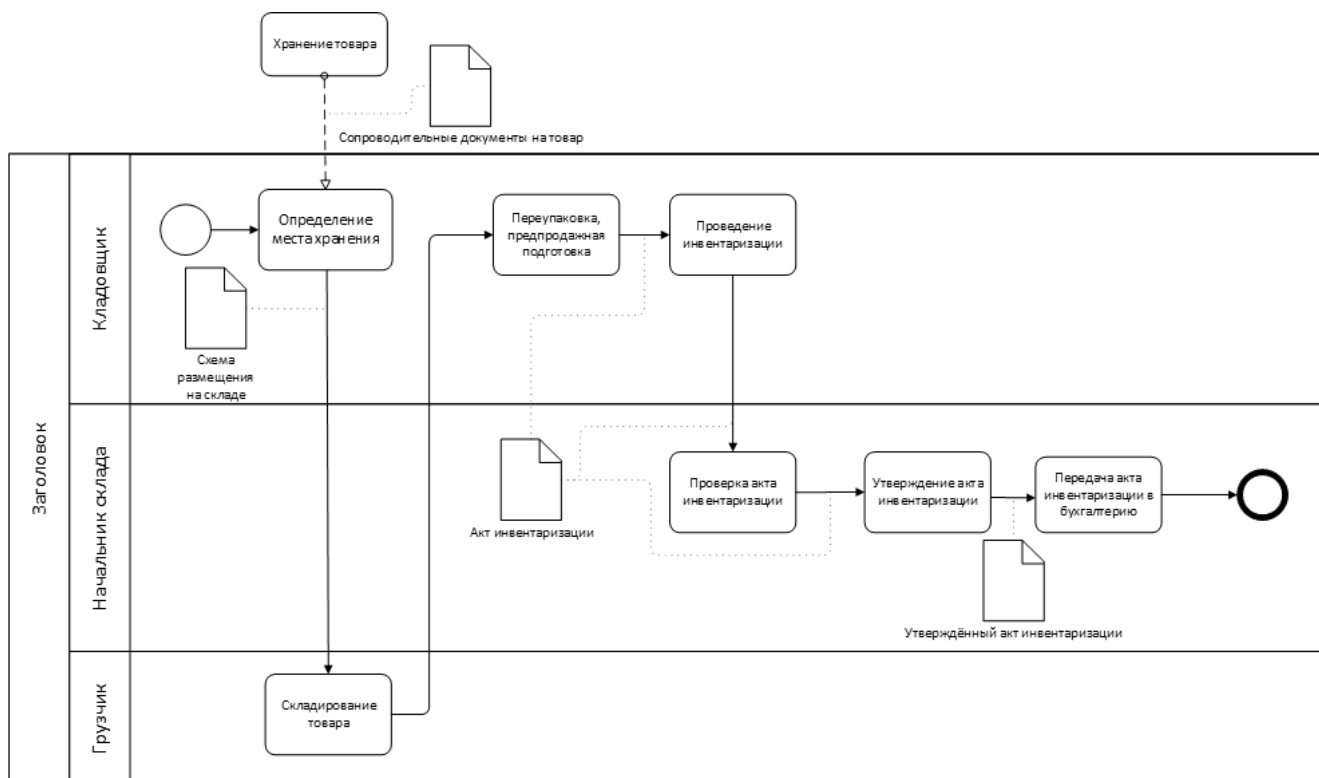 Хранение товара
Сопроводительные документы на товар
Заголовок
Кладовщик
Определение
места хранения
Переупаковка,
предпродажная
подготовка
Проведение
инвентаризации
Схема
размещения
на складе
Начальник склада
Акт инвентаризации
Проверка акта
инвентаризации
Утверждение акта
инвентаризации
Передача акта
инвентаризации в
бухгалтерию
Утверждённый акт инвентаризации
Грузчик
Складирование
товара